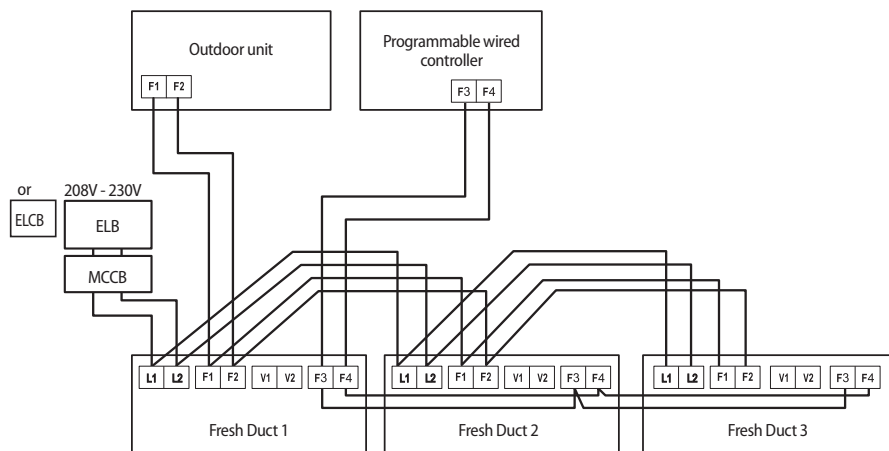 Outdoor unit
F1 F2
Programmable wired
controller
F3 F4
or
ELCB
208V - 230V
ELB
MCCB
L1 L2 F1 F2 V1 V2 F3 F4
Fresh Duct 1
L1 L2 F1 F2 V1 V2 F3 F4
Fresh Duct 2
L1 L2 F1 F2 V1 V2 F3 F4
Fresh Duct 3